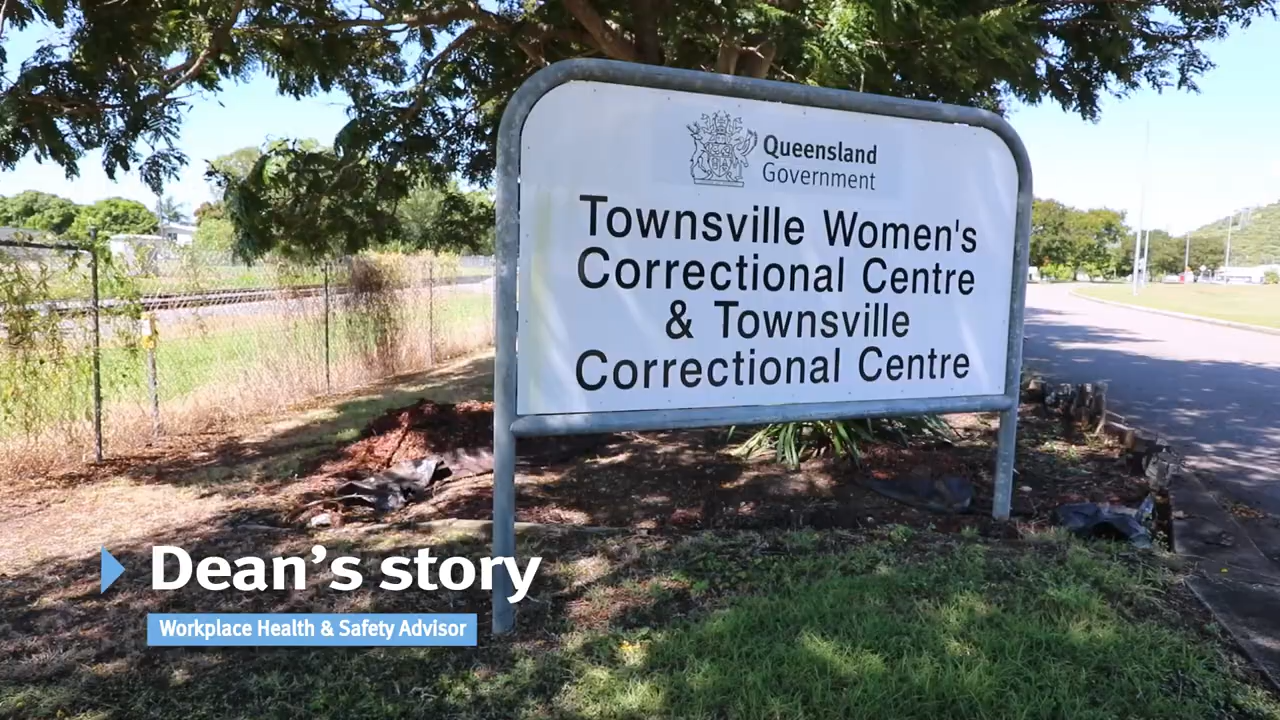 Queensland
Government
Townsville Women's
Correctional Centre
& Townsville
Correctional Centre
Dean's story
Workplace Health & Safety Advisor